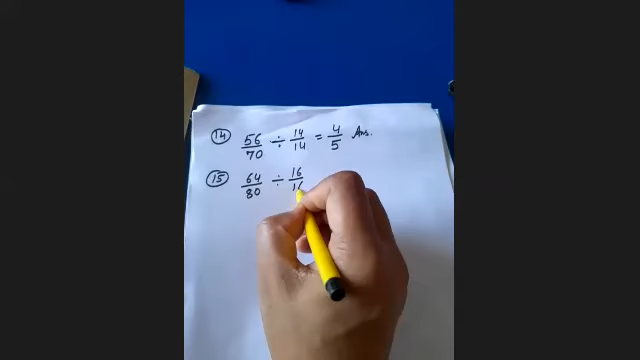 (14) 56/70 ÷ 14/14 = 4/5 Ans.
(15) 64/80 ÷ 16/16